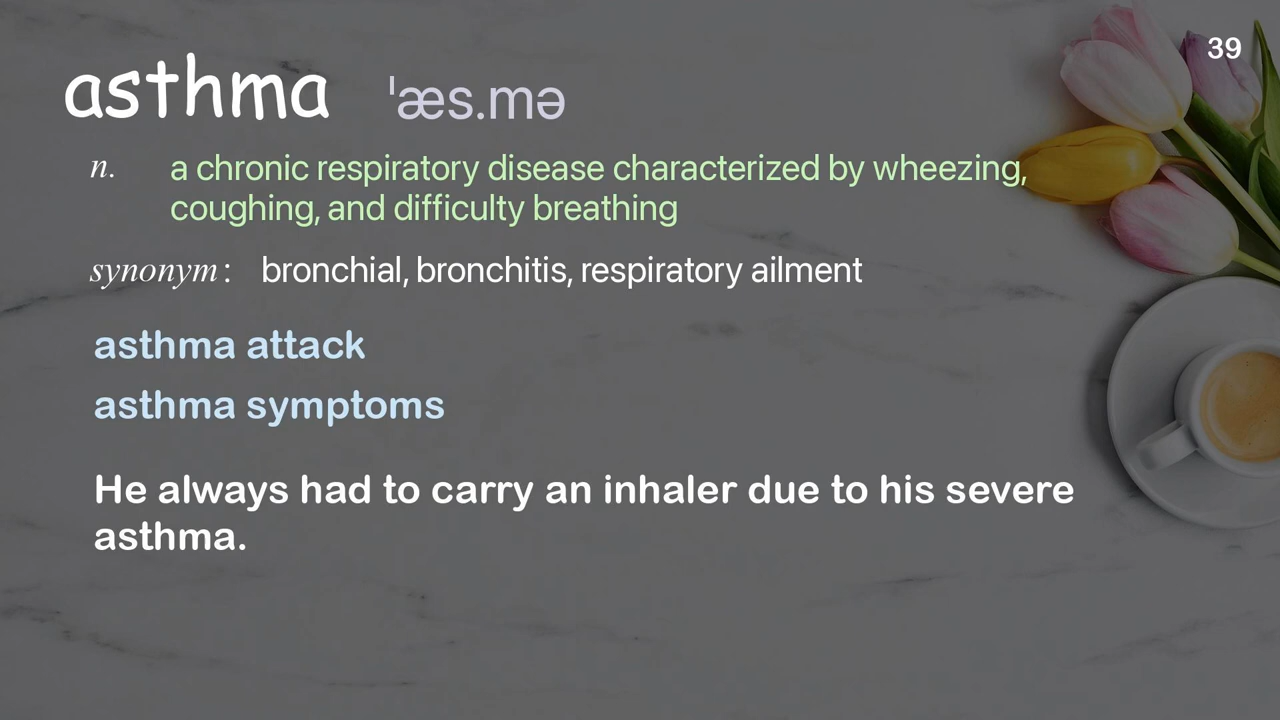 39
asthma ˈæs.mə
n. a chronic respiratory disease characterized by wheezing,
coughing, and difficulty breathing
synonym: bronchial, bronchitis, respiratory ailment
asthma attack
asthma symptoms
He always had to carry an inhaler due to his severe
asthma.